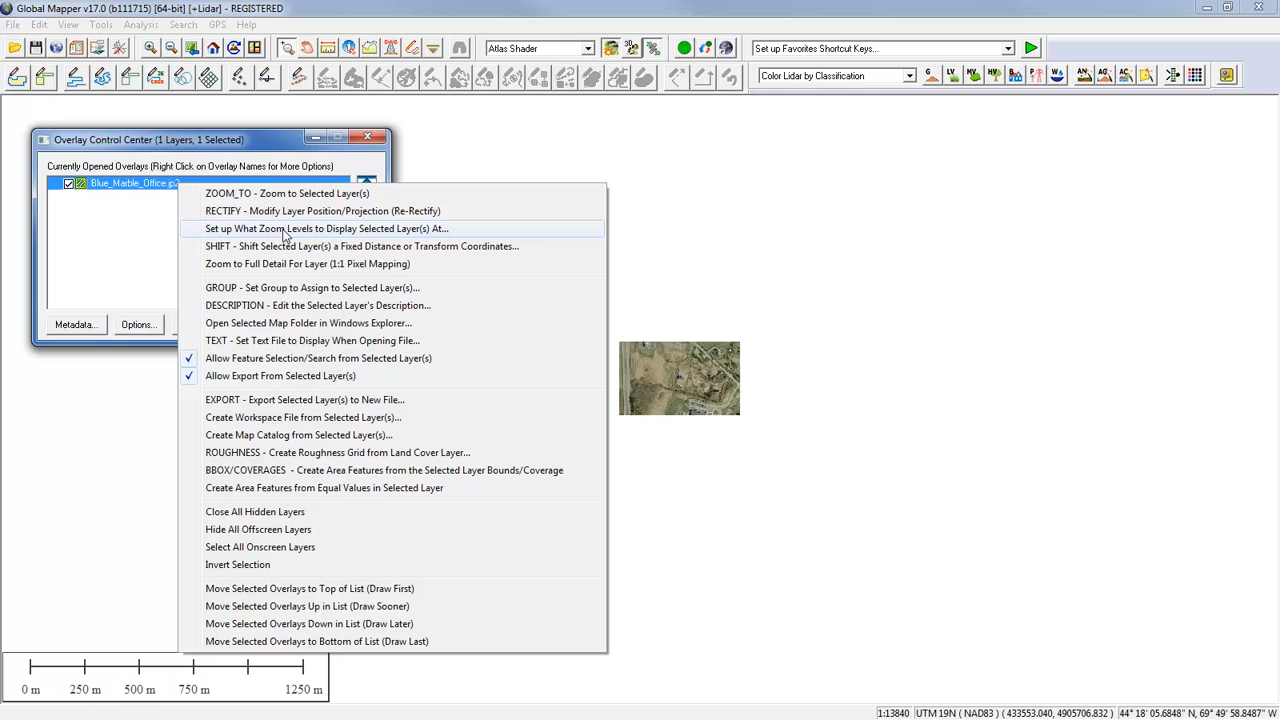 Global Mapper v17.0 (b111715) [64-bit] [+Lidar] - REGISTERED
File Edit View Tools Analysis Search GPS Help
Atlas Shader
Set up Favorites Shortcut Keys...
Color Lidar by Classification
Overlay Control Center (1 Layers, 1 Selected)
Currently Opened Overlays (Right Click on Overlay Names for More Options)
Blue_Marble_Office.jp2
ZOOM_TO - Zoom to Selected Layer(s)
RECTIFY - Modify Layer Position/Projection (Re-Rectify)
Set up What Zoom Levels to Display Selected Layer(s) At...
SHIFT - Shift Selected Layer(s) a Fixed Distance or Transform Coordinates...
Zoom to Full Detail For Layer (1:1 Pixel Mapping)
GROUP - Set Group to Assign to Selected Layer(s)...
DESCRIPTION - Edit the Selected Layer's Description...
Open Selected Map Folder in Windows Explorer...
TEXT - Set Text File to Display When Opening File...
Allow Feature Selection/Search from Selected Layer(s)
Allow Export From Selected Layer(s)
EXPORT - Export Selected Layer(s) to New File...
Create Workspace File from Selected Layer(s)...
Create Map Catalog from Selected Layer(s)...
ROUGHNESS - Create Roughness Grid from Land Cover Layer...
BBOX/COVERAGES - Create Area Features from the Selected Layer Bounds/Coverage
Create Area Features from Equal Values in Selected Layer
Close All Hidden Layers
Hide All Offscreen Layers
Select All Onscreen Layers
Invert Selection
Move Selected Overlays to Top of List (Draw First)
Move Selected Overlays Up in List (Draw Sooner)
Move Selected Overlays Down in List (Draw Later)
Move Selected Overlays to Bottom of List (Draw Last)
Metadata... Options...
0 m 250 m 500 m 750 m 1250 m
1:13840 UTM 19N ( NAD83 ) ( 433553.040, 4905706.832 ) 44° 18' 05.6848" N, 69° 49' 58.8487" W